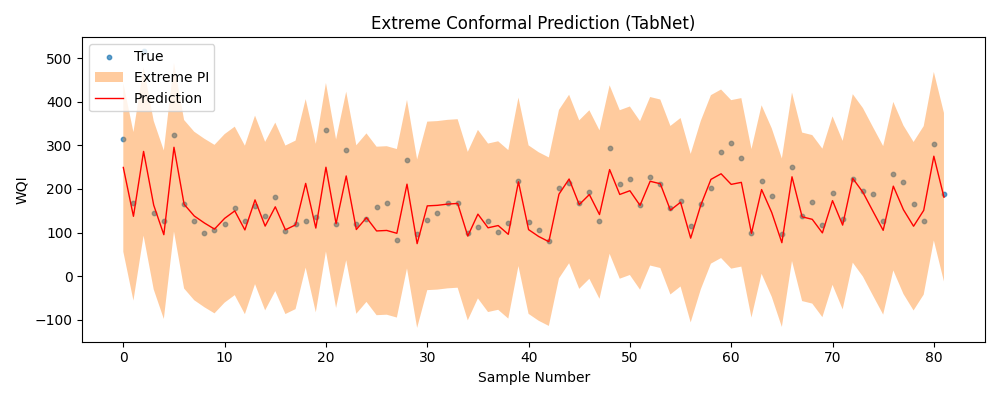 Extreme Conformal Prediction (TabNet)
True
Extreme PI
Prediction
WQI
500
400
300
200
100
0
−100
0 10 20 30 40 50 60 70 80
Sample Number